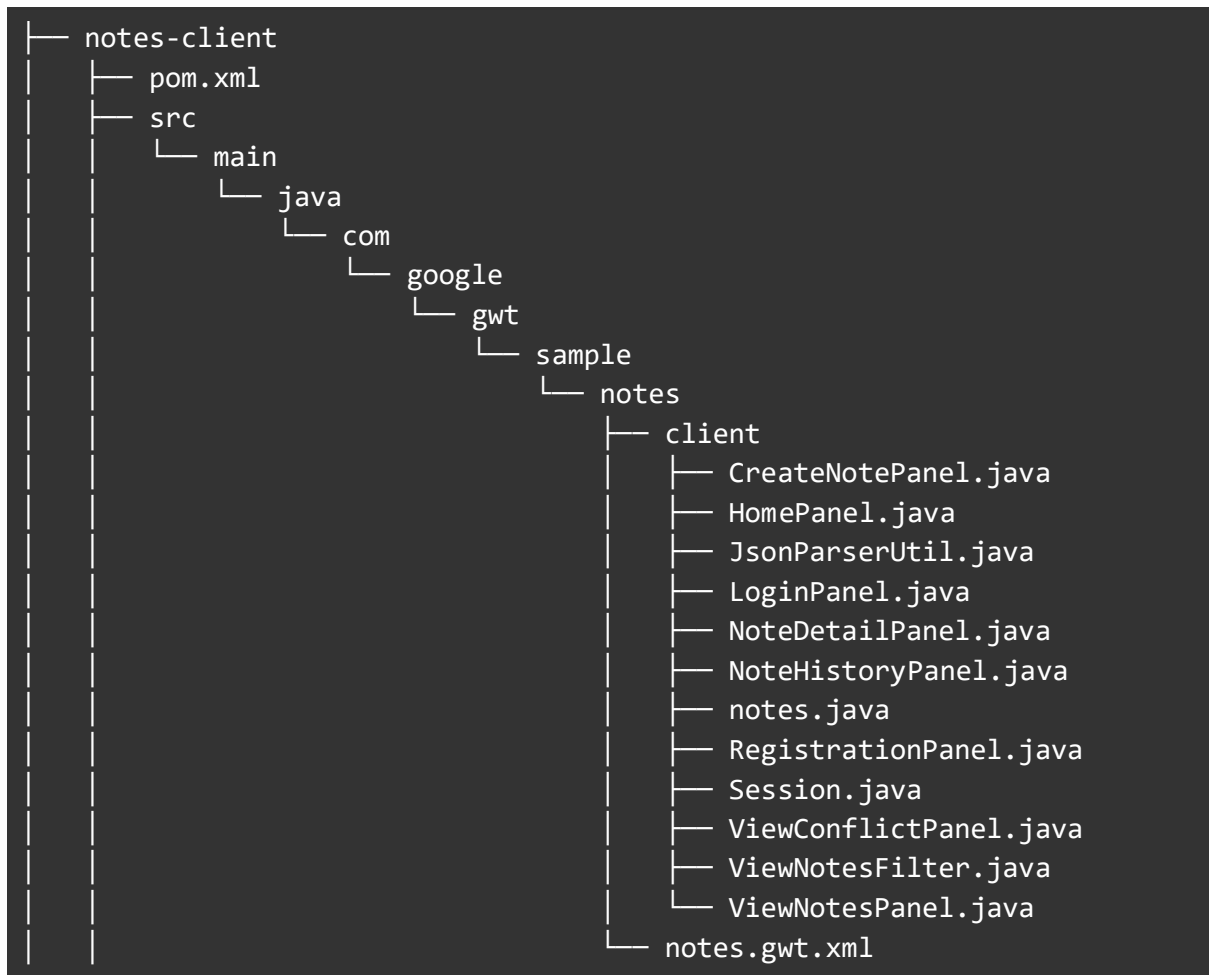 ├── notes-client
│   ├── pom.xml
│   ├── src
│   │   └── main
│   │       └── java
│   │           └── com
│   │               └── google
│   │                   └── gwt
│   │                       └── sample
│   │                           └── notes
│   │                               ├── client
│   │                               │   ├── CreateNotePanel.java
│   │                               │   ├── HomePanel.java
│   │                               │   ├── JsonParserUtil.java
│   │                               │   ├── LoginPanel.java
│   │                               │   ├── NoteDetailPanel.java
│   │                               │   ├── NoteHistoryPanel.java
│   │                               │   ├── notes.java
│   │                               │   ├── RegistrationPanel.java
│   │                               │   ├── Session.java
│   │                               │   ├── ViewConflictPanel.java
│   │                               │   ├── ViewNotesFilter.java
│   │                               │   └── ViewNotesPanel.java
│   │                               └── notes.gwt.xml